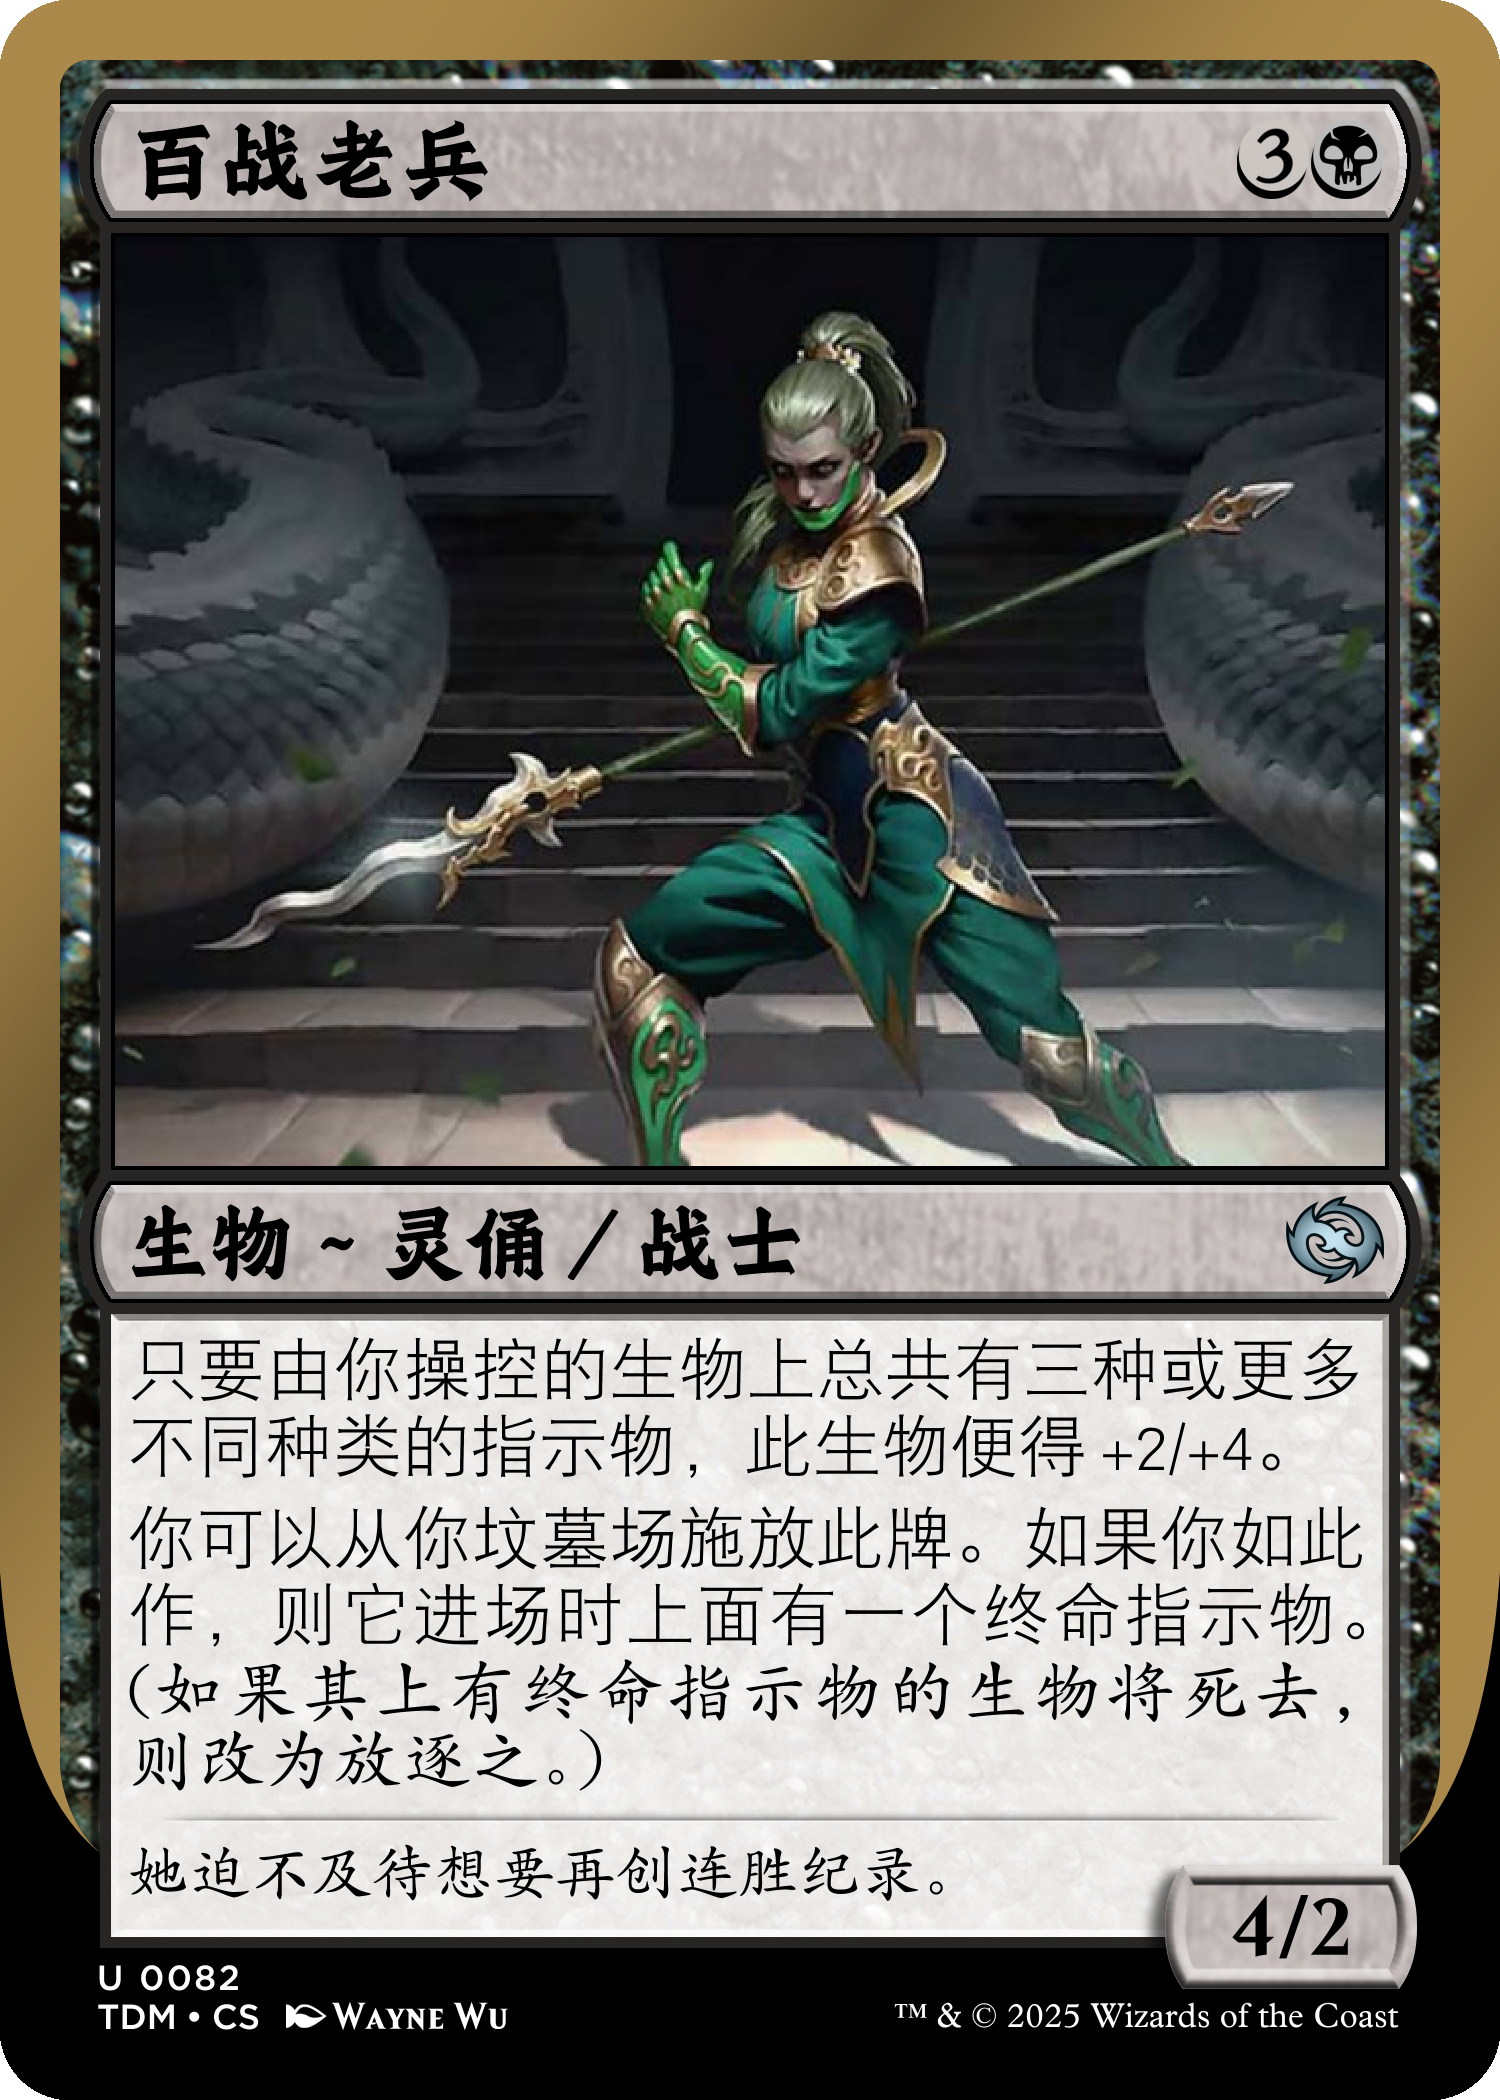 百战老兵 3
生物 ~ 灵俑／战士
只要由你操控的生物上总共有三种或更多
不同种类的指示物，此生物便得 +2/+4。
你可以从你坟墓场施放此牌。如果你如此
作，则它进场时上面有一个终命指示物。
(如果其上有终命指示物的生物将死去，
则改为放逐之。)
她迫不及待想要再创连胜纪录。
4/2
U 0082
TDM • CS WAYNE WU
™ & © 2025 Wizards of the Coast